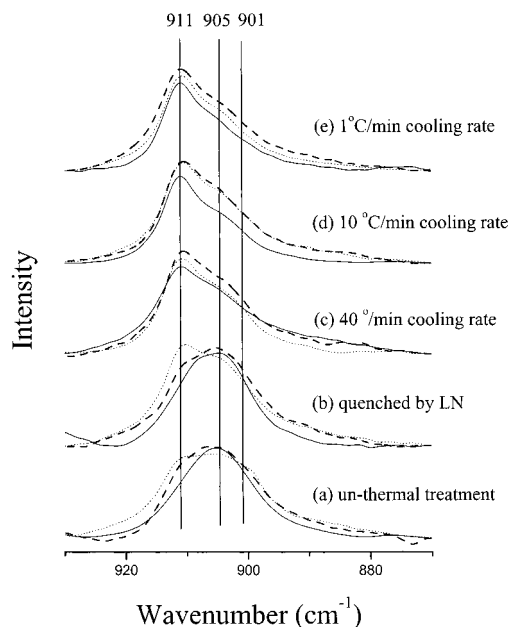 911 905 901
(e) 1°C/min cooling rate
(d) 10 °C/min cooling rate
(c) 40 °/min cooling rate
(b) quenched by LN
(a) un-thermal treatment
Intensity
920 900 880
Wavenumber (cm⁻¹)